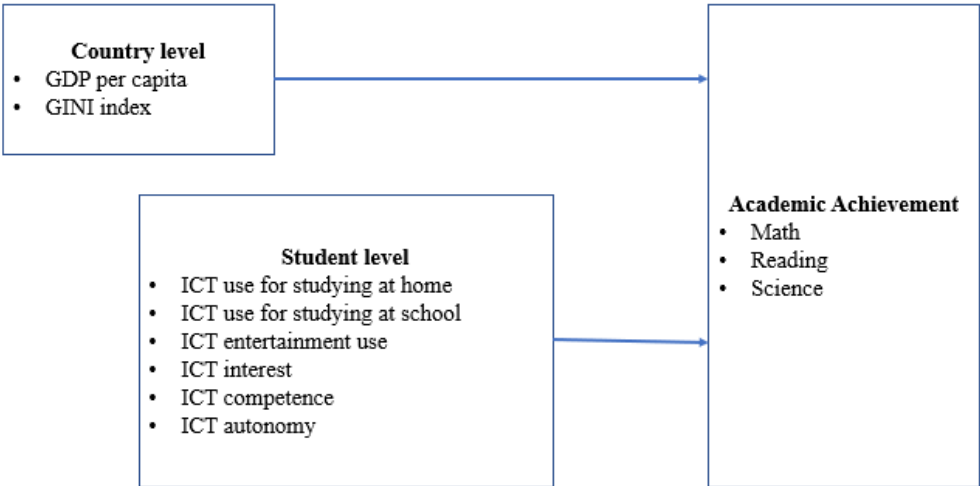 Country level
• GDP per capita
• GINI index
Student level
• ICT use for studying at home
• ICT use for studying at school
• ICT entertainment use
• ICT interest
• ICT competence
• ICT autonomy
Academic Achievement
• Math
• Reading
• Science